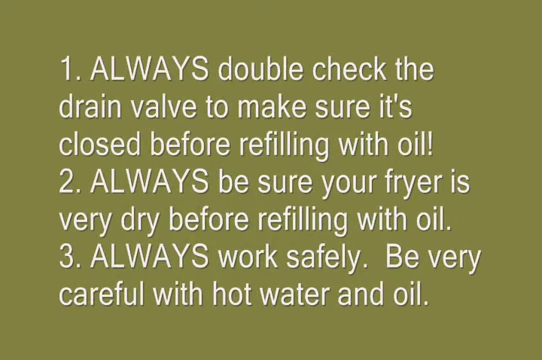 1. ALWAYS double check the
drain valve to make sure it's
closed before refilling with oil!
2. ALWAYS be sure your fryer is
very dry before refilling with oil.
3. ALWAYS work safely.  Be very
careful with hot water and oil.